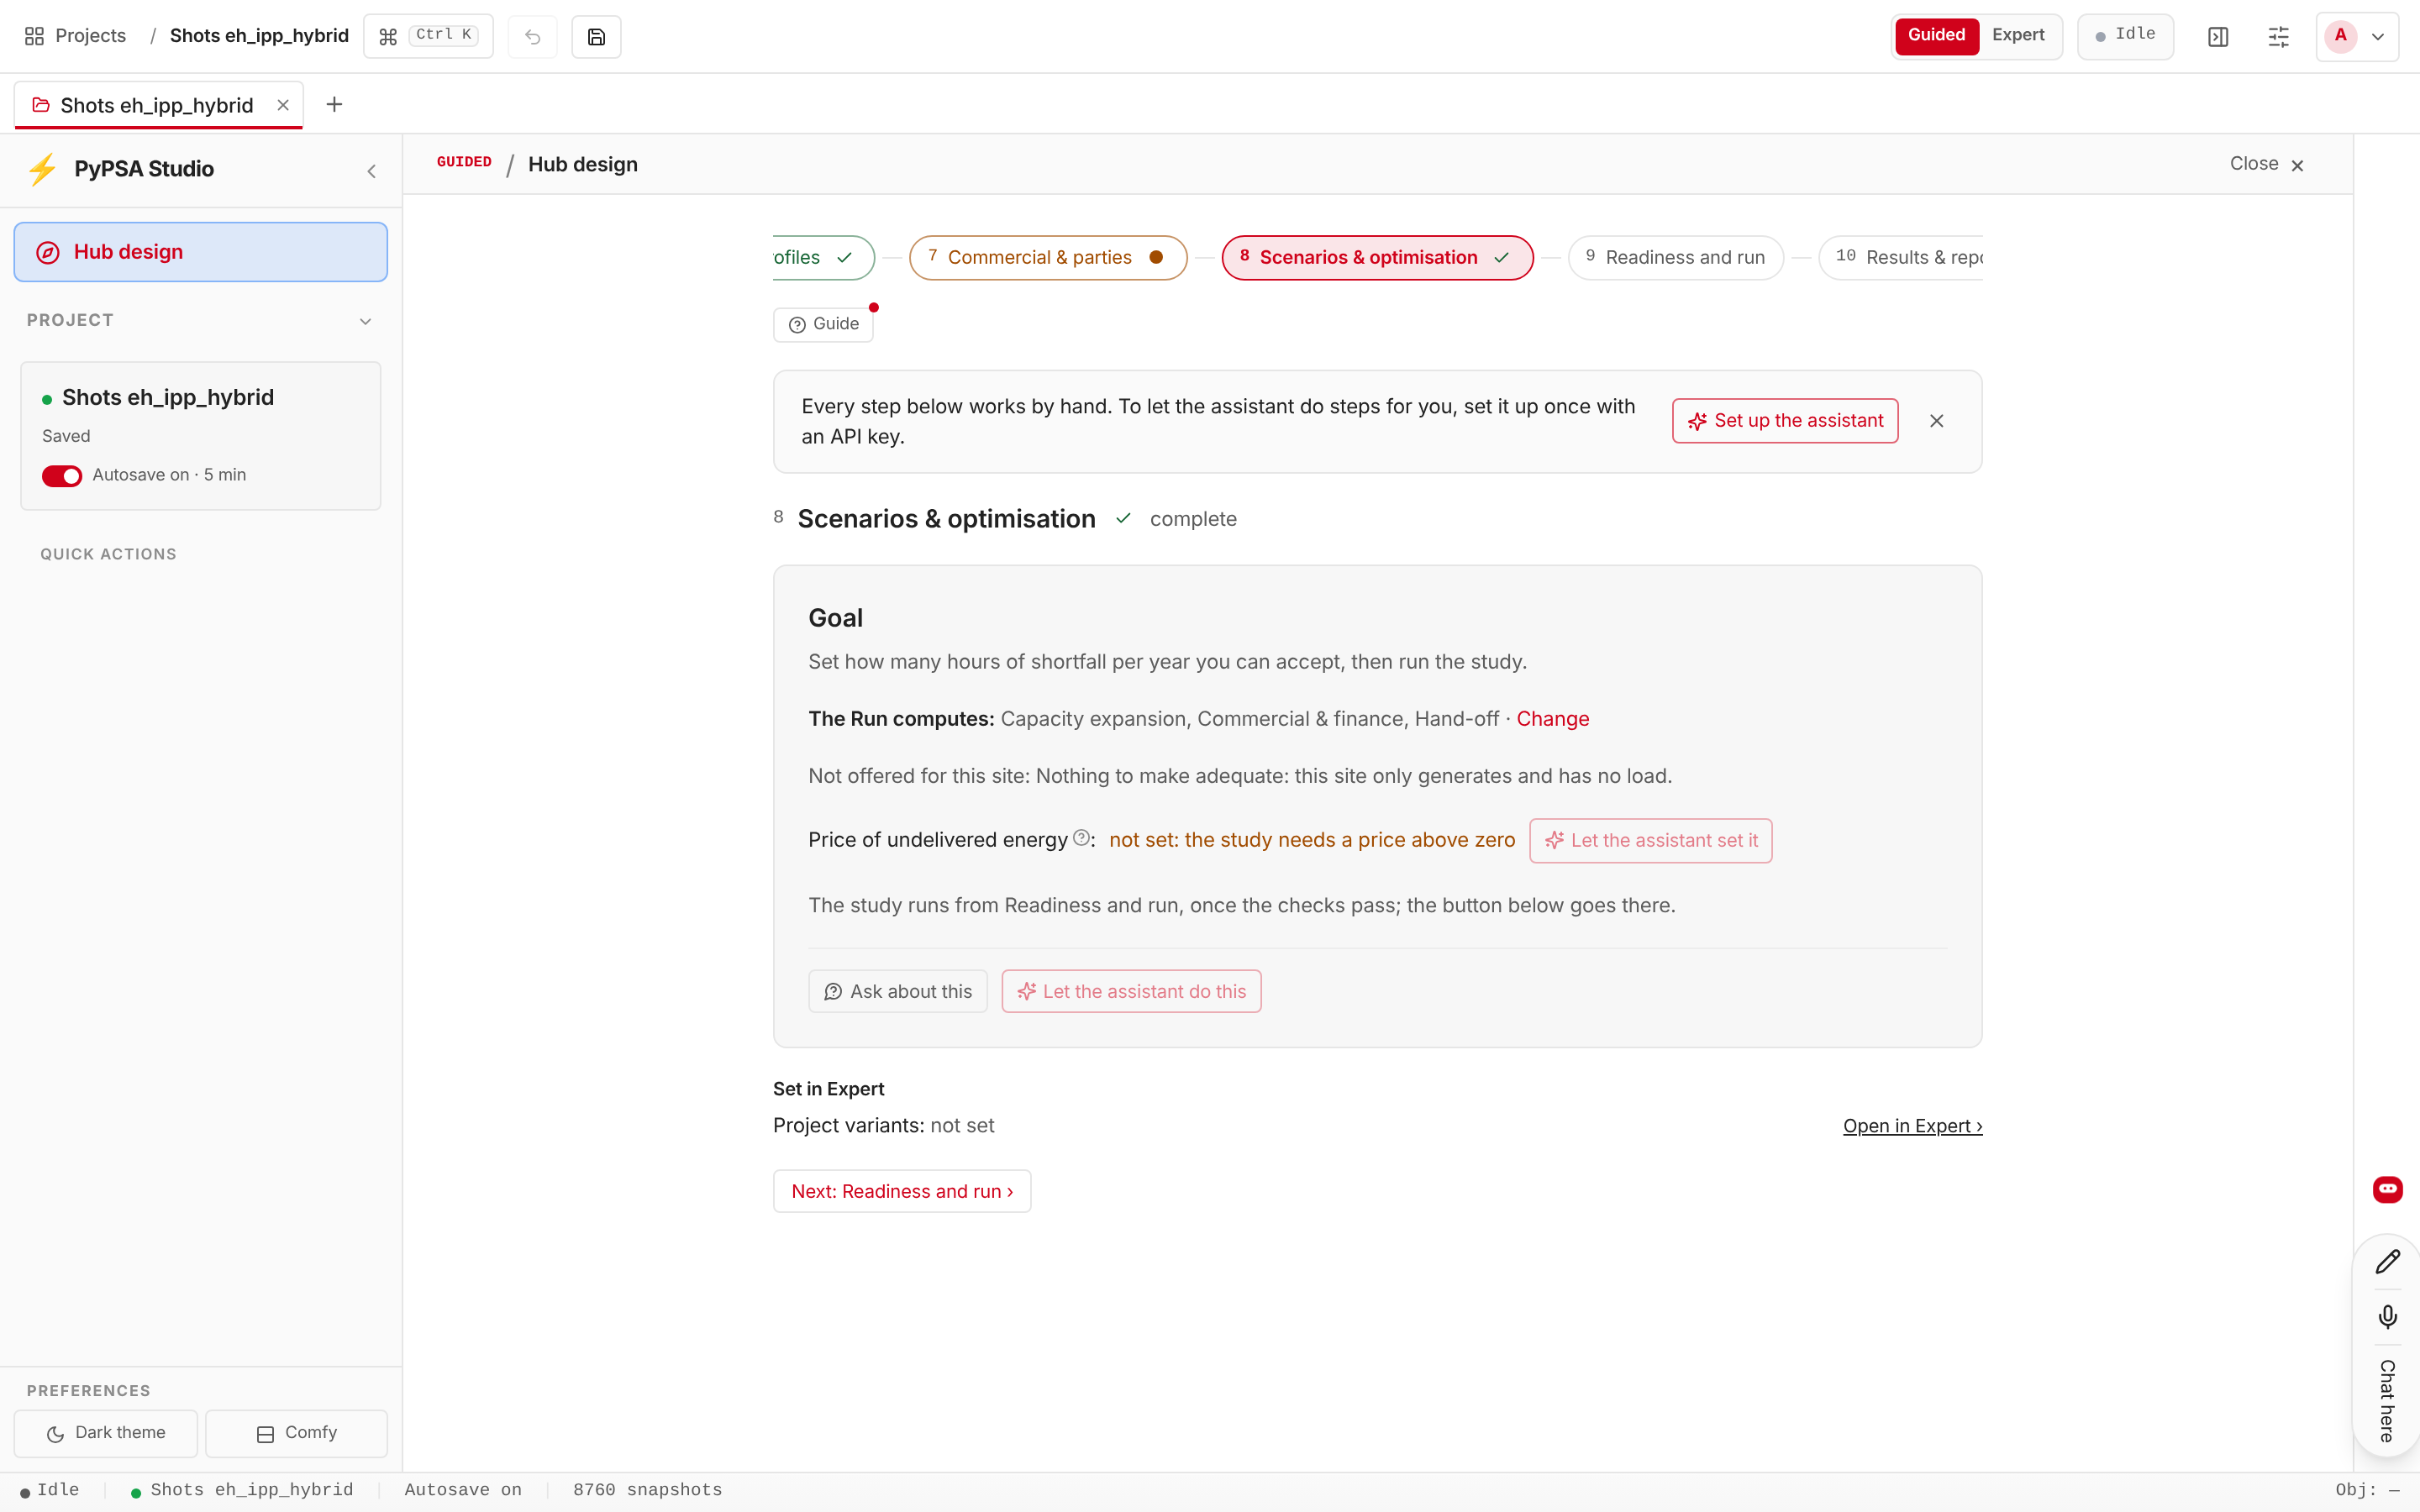 Projects / Shots eh_ipp_hybrid Ctrl K Guided Expert Idle A
Shots eh_ipp_hybrid
PyPSA Studio
GUIDED / Hub design Close
Hub design
PROJECT
Shots eh_ipp_hybrid
Saved
Autosave on · 5 min
QUICK ACTIONS
ofiles
7 Commercial & parties
8 Scenarios & optimisation
9 Readiness and run
10 Results & repo
Guide
Every step below works by hand. To let the assistant do steps for you, set it up once with
an API key.
Set up the assistant
8 Scenarios & optimisation complete
Goal
Set how many hours of shortfall per year you can accept, then run the study.
The Run computes: Capacity expansion, Commercial & finance, Hand-off · Change
Not offered for this site: Nothing to make adequate: this site only generates and has no load.
Price of undelivered energy : not set: the study needs a price above zero Let the assistant set it
The study runs from Readiness and run, once the checks pass; the button below goes there.
Ask about this Let the assistant do this
Set in Expert
Project variants: not set Open in Expert ›
Next: Readiness and run ›
Chat here
PREFERENCES
Dark theme Comfy
Idle Shots eh_ipp_hybrid Autosave on 8760 snapshots Obj: —